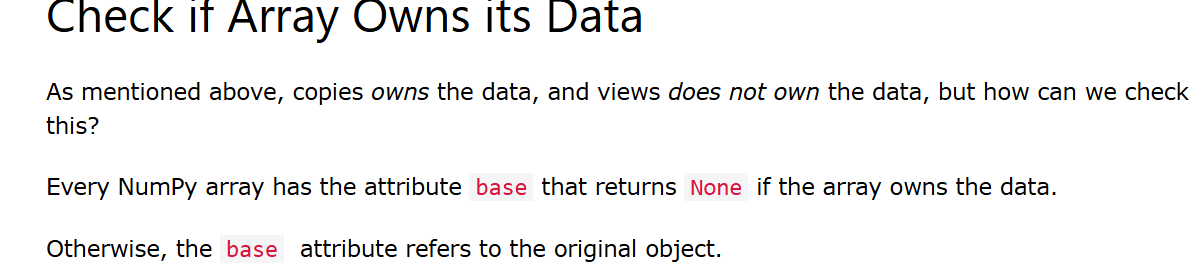 Check if Array Owns its Data
As mentioned above, copies owns the data, and views does not own the data, but how can we check
this?
Every NumPy array has the attribute base that returns None if the array owns the data.
Otherwise, the base attribute refers to the original object.